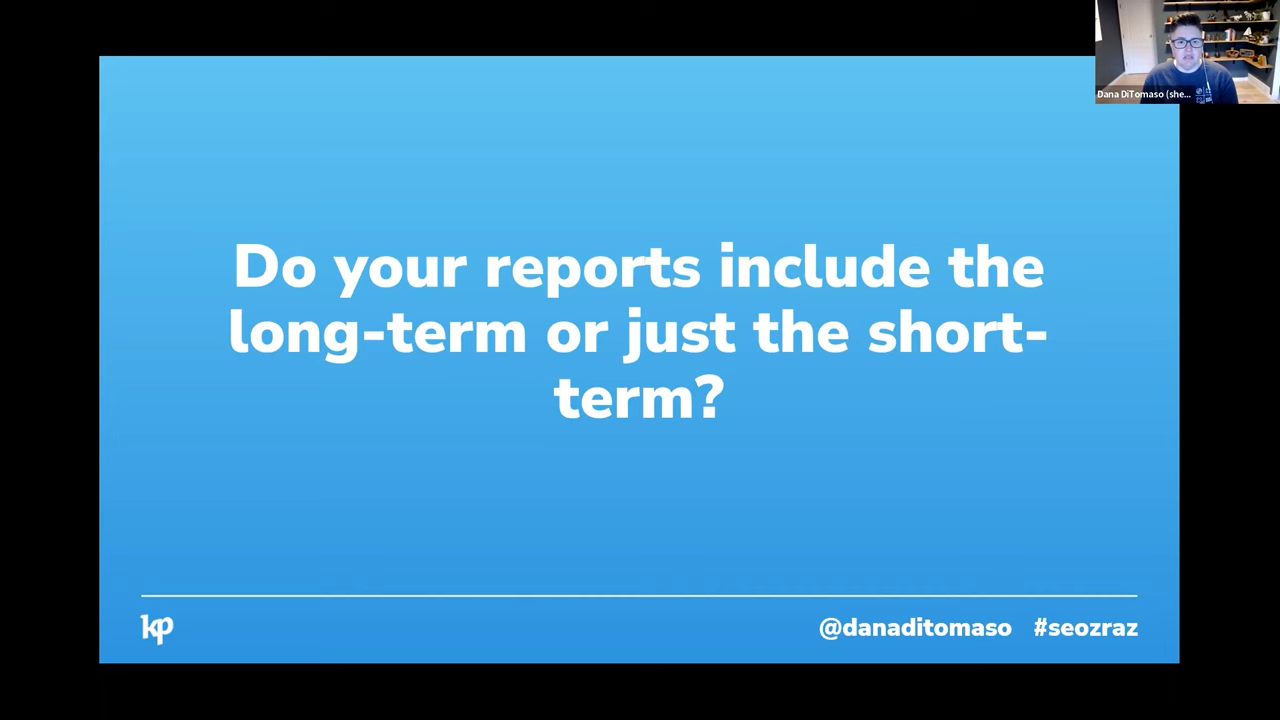 Dana DiTomaso (she...
Do your reports include the
long-term or just the short-
term?
kp
@danaditomaso #seozraz